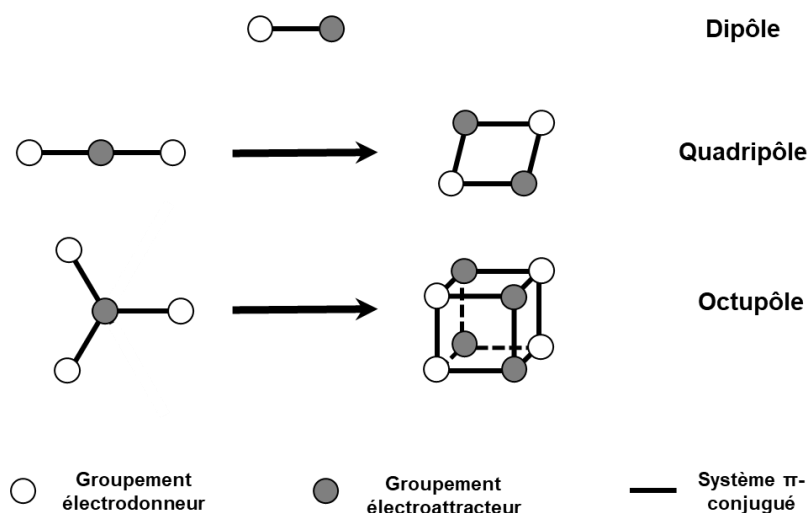 Dipôle
Quadripôle
Octupôle
Groupement
électrodonneur
Groupement
électroattracteur
Système π-
conjugué